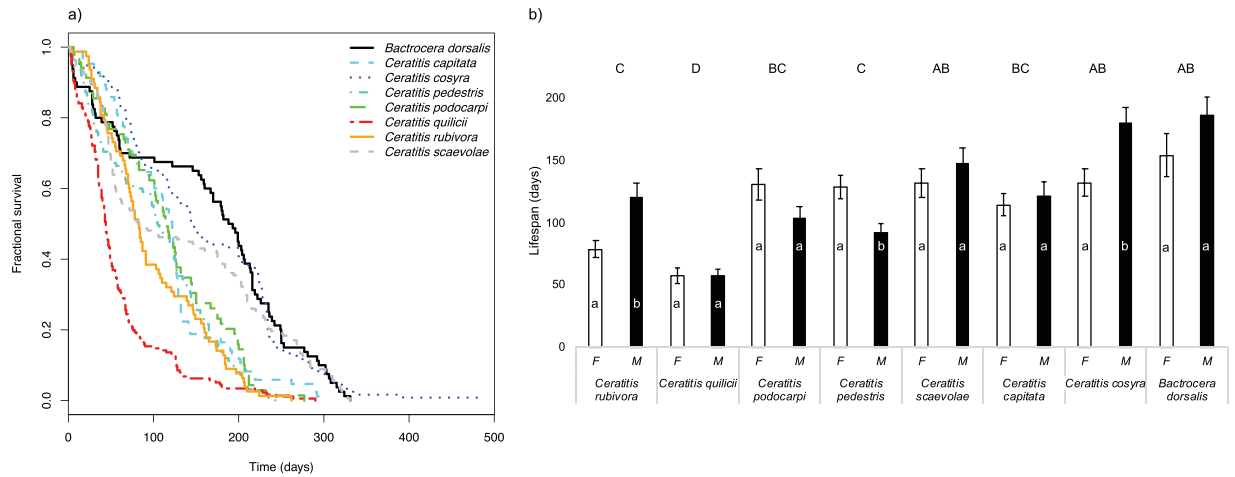 a)
Fractional survival
1.0
0.8
0.6
0.4
0.2
0.0
0 100 200 300 400 500
Time (days)
Bactrocera dorsalis
Ceratitis capitata
Ceratitis cosyra
Ceratitis pedestris
Ceratitis podocarpi
Ceratitis quilicii
Ceratitis rubivora
Ceratitis scaevolae
b)
C D BC C AB BC AB AB
Lifespan (days)
200
150
100
50
0
a b a a a a a b a a a a a b a a
F M F M F M F M F M F M F M F M
Ceratitis rubivora
Ceratitis quilicii
Ceratitis podocarpi
Ceratitis pedestris
Ceratitis scaevolae
Ceratitis capitata
Ceratitis cosyra
Bactrocera dorsalis